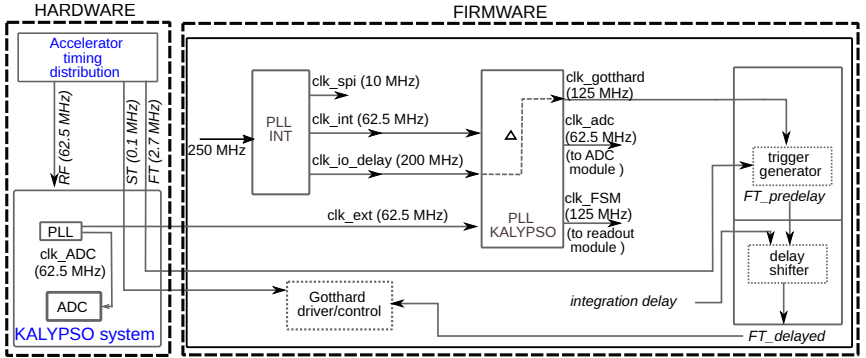 HARDWARE
FIRMWARE
Accelerator
timing
distribution
RF (62.5 MHz)
ST (0.1 MHz)
FT (2.7 MHz)
PLL
clk_ADC
(62.5 MHz)
ADC
KALYPSO system
250 MHz
PLL
INT
clk_spi (10 MHz)
clk_int (62.5 MHz)
clk_io_delay (200 MHz)
clk_ext (62.5 MHz)
Δ
PLL
KALYPSO
clk_gotthard
(125 MHz)
clk_adc
(62.5 MHz)
(to ADC
module )
clk_FSM
(125 MHz)
(to readout
module )
trigger
generator
FT_predelay
delay
shifter
integration delay
Gotthard
driver/control
FT_delayed